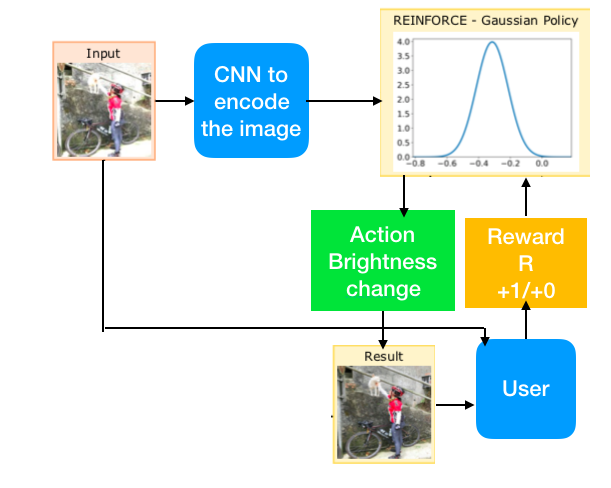 REINFORCE - Gaussian Policy
Input
CNN to
encode
the image
4.0
3.5
3.0
2.5
2.0
1.5
1.0
0.5
0.0
−0.8 −0.6 −0.4 −0.2 0.0
Action
Brightness
change
Reward
R
+1/+0
Result
User